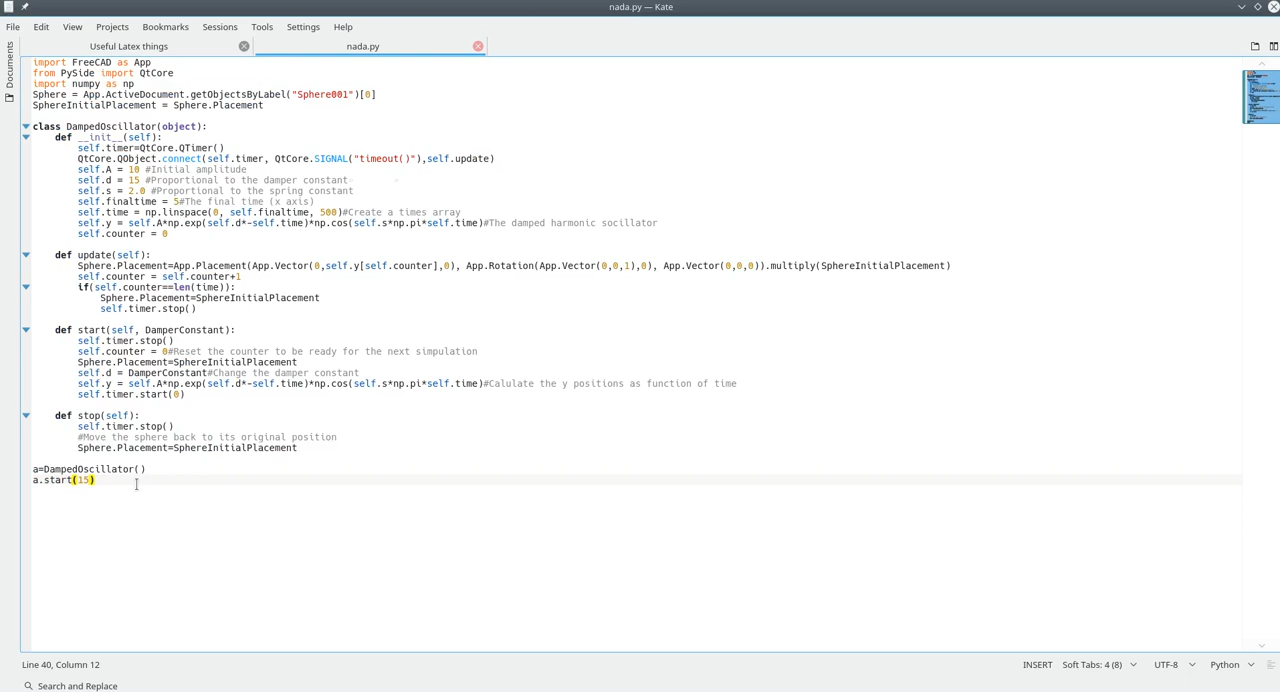 nada.py — Kate
File Edit View Projects Bookmarks Sessions Tools Settings Help
Useful Latex things nada.py
Documents
import FreeCAD as App
from PySide import QtCore
import numpy as np
Sphere = App.ActiveDocument.getObjectsByLabel("Sphere001")[0]
SphereInitialPlacement = Sphere.Placement
class DampedOscillator(object):
def __init__(self):
self.timer=QtCore.QTimer()
QtCore.QObject.connect(self.timer, QtCore.SIGNAL("timeout()"),self.update)
self.A = 10 #Initial amplitude
self.d = 15 #Proportional to the damper constant
self.s = 2.0 #Proportional to the spring constant
self.finaltime = 5#The final time (x axis)
self.time = np.linspace(0, self.finaltime, 500)#Create a times array
self.y = self.A*np.exp(self.d*-self.time)*np.cos(self.s*np.pi*self.time)#The damped harmonic socillator
self.counter = 0
def update(self):
Sphere.Placement=App.Placement(App.Vector(0,self.y[self.counter],0), App.Rotation(App.Vector(0,0,1),0), App.Vector(0,0,0)).multiply(SphereInitialPlacement)
self.counter = self.counter+1
if(self.counter==len(time)):
Sphere.Placement=SphereInitialPlacement
self.timer.stop()
def start(self, DamperConstant):
self.timer.stop()
self.counter = 0#Reset the counter to be ready for the next simpulation
Sphere.Placement=SphereInitialPlacement
self.d = DamperConstant#Change the damper constant
self.y = self.A*np.exp(self.d*-self.time)*np.cos(self.s*np.pi*self.time)#Calulate the y positions as function of time
self.timer.start(0)
def stop(self):
self.timer.stop()
#Move the sphere back to its original position
Sphere.Placement=SphereInitialPlacement
a=DampedOscillator()
a.start(15)
Line 40, Column 12 INSERT Soft Tabs: 4 (8) UTF-8 Python
Search and Replace